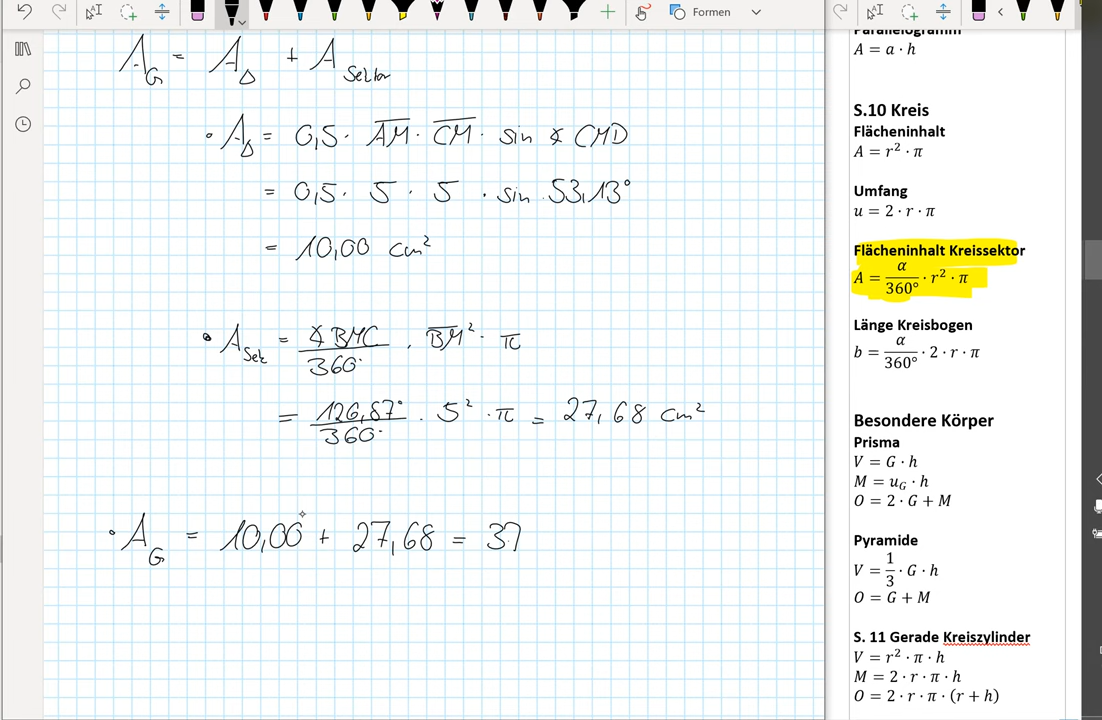 Formen
A_G = A_Δ + A_Sektor
• A_Δ = 0,5 · A̅M̅ · C̅M̅ · sin ∢ CMD
= 0,5 · 5 · 5 · sin 53,13°
= 10,00 cm²
• A_Sek = ∢ BMC / 360° · B̅M̅² · π
= 126,87° / 360° · 5² · π = 27,68 cm²
• A_G = 10,00 + 27,68 = 37
Parallelogramm
A = a · h
S.10 Kreis
Flächeninhalt
A = r² · π
Umfang
u = 2 · r · π
Flächeninhalt Kreissektor
A = α / 360° · r² · π
Länge Kreisbogen
b = α / 360° · 2 · r · π
Besondere Körper
Prisma
V = G · h
M = u_G · h
O = 2 · G + M
Pyramide
V = 1/3 · G · h
O = G + M
S. 11 Gerade Kreiszylinder
V = r² · π · h
M = 2 · r · π · h
O = 2 · r · π · (r + h)